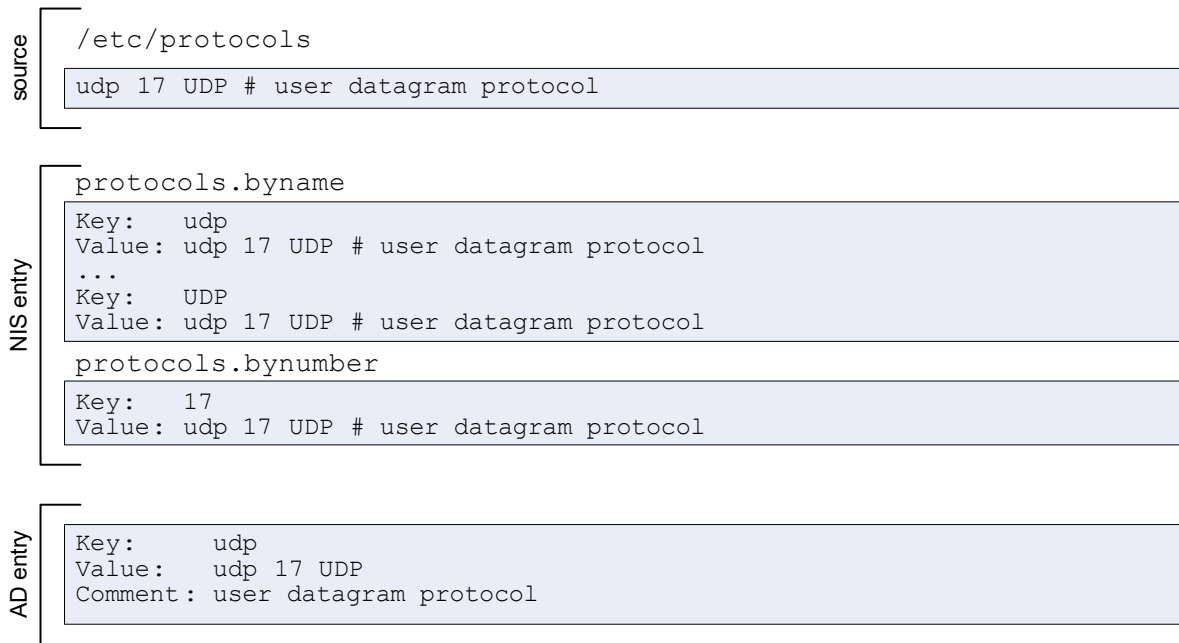 source
/etc/protocols
udp 17 UDP # user datagram protocol
NIS entry
protocols.byname
Key: udp
Value: udp 17 UDP # user datagram protocol
...
Key: UDP
Value: udp 17 UDP # user datagram protocol
protocols.bynumber
Key: 17
Value: udp 17 UDP # user datagram protocol
AD entry
Key: udp
Value: udp 17 UDP
Comment: user datagram protocol